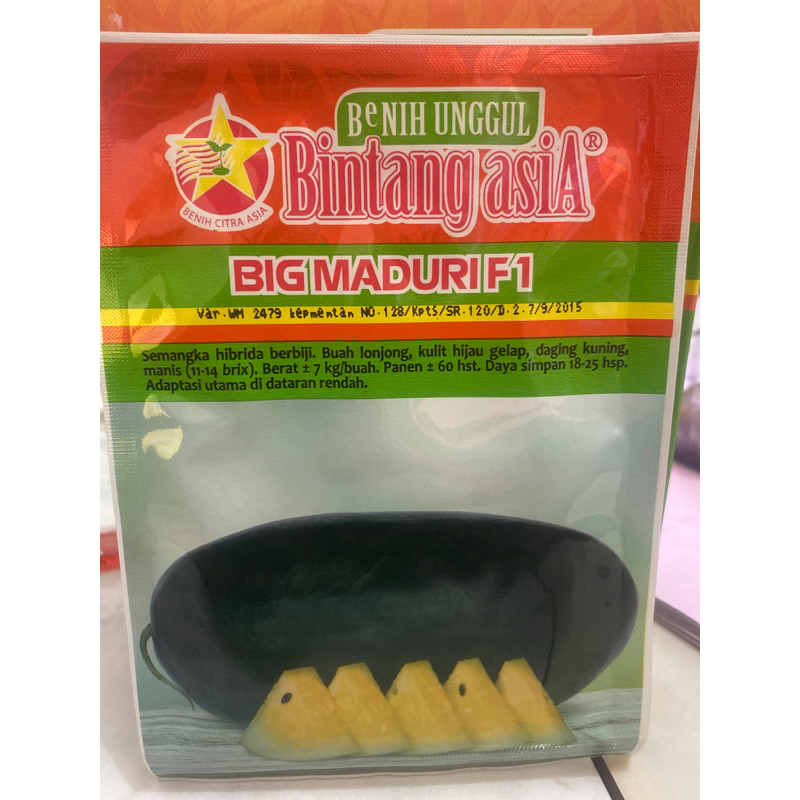 BeNIH UNGGUL
Bintang asiA®
BENIH CITRA ASIA
BIG MADURI F1
Var.WM 2479 kepmentan NO.128/Kpts/SR.120/D.2.7/9/2015
Semangka hibrida berbiji. Buah lonjong, kulit hijau gelap, daging kuning,
manis (11-14 brix). Berat ± 7 kg/buah. Panen ± 60 hst. Daya simpan 18-25 hsp.
Adaptasi utama di dataran rendah.